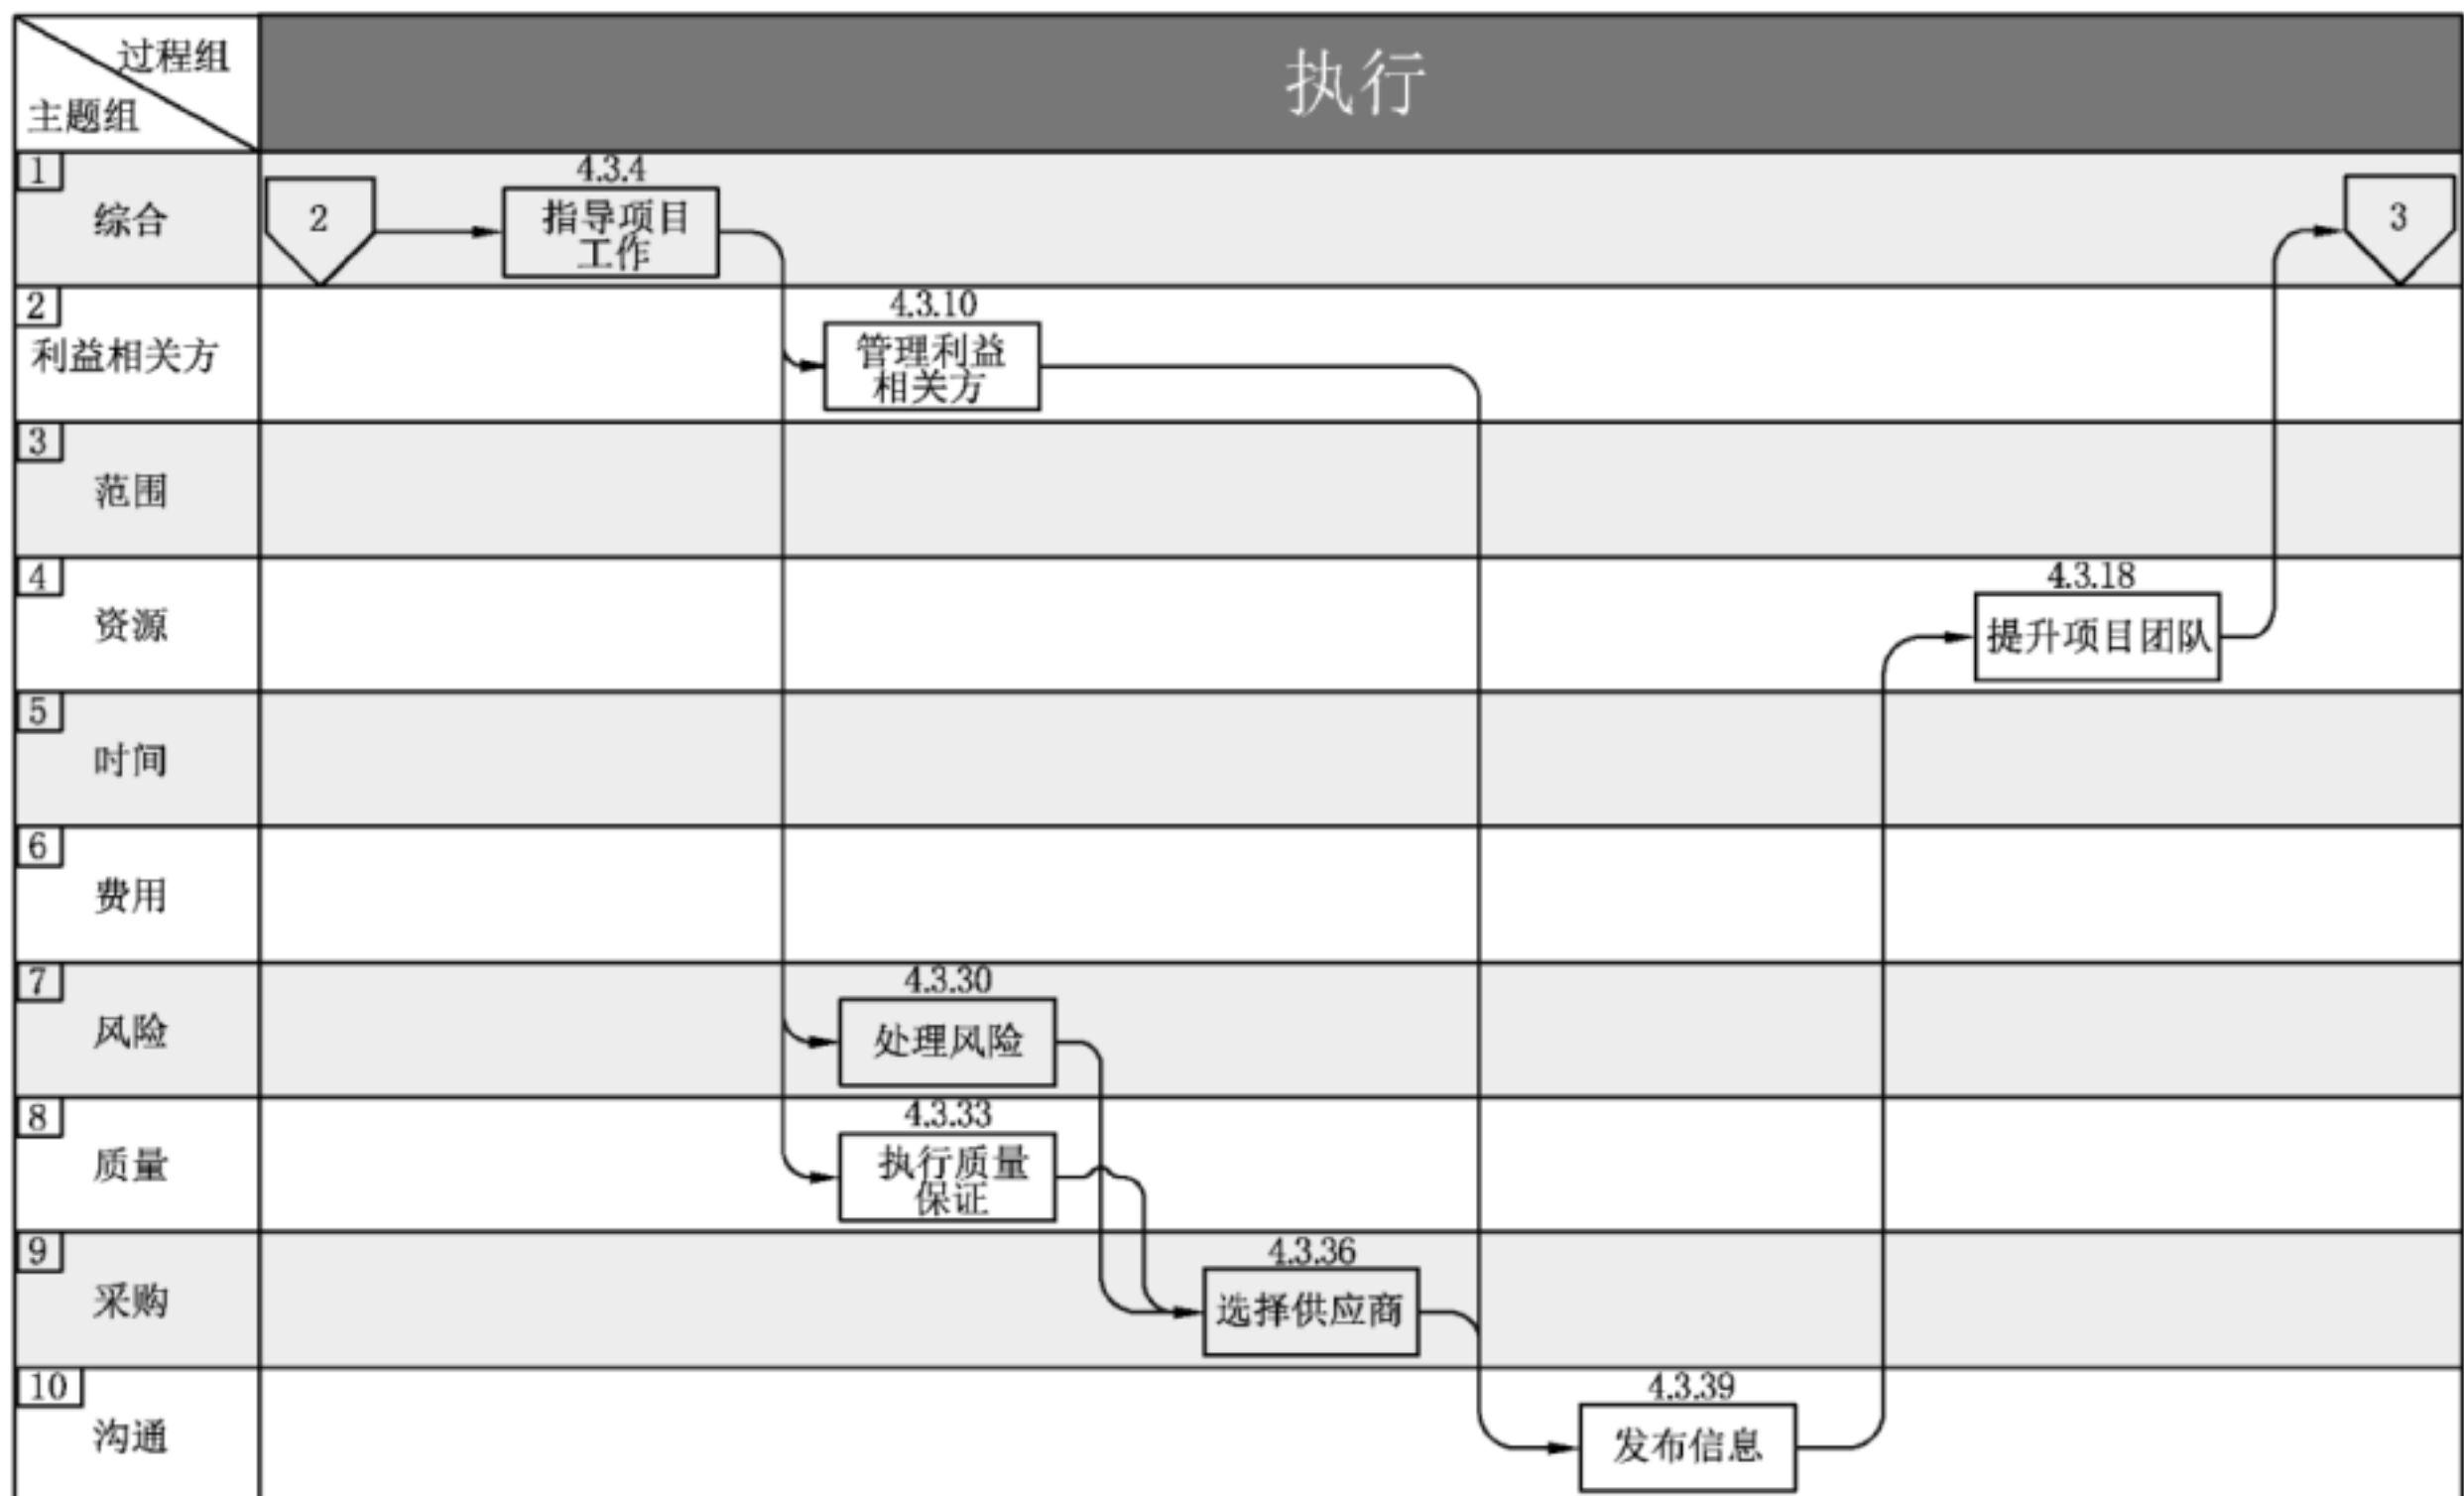 过程组
主题组
执行
1
综合
2
4.3.4
指导项目
工作
3
2
利益相关方
4.3.10
管理利益
相关方
3
范围
4
资源
4.3.18
提升项目团队
5
时间
6
费用
7
风险
4.3.30
处理风险
8
质量
4.3.33
执行质量
保证
9
采购
4.3.36
选择供应商
10
沟通
4.3.39
发布信息